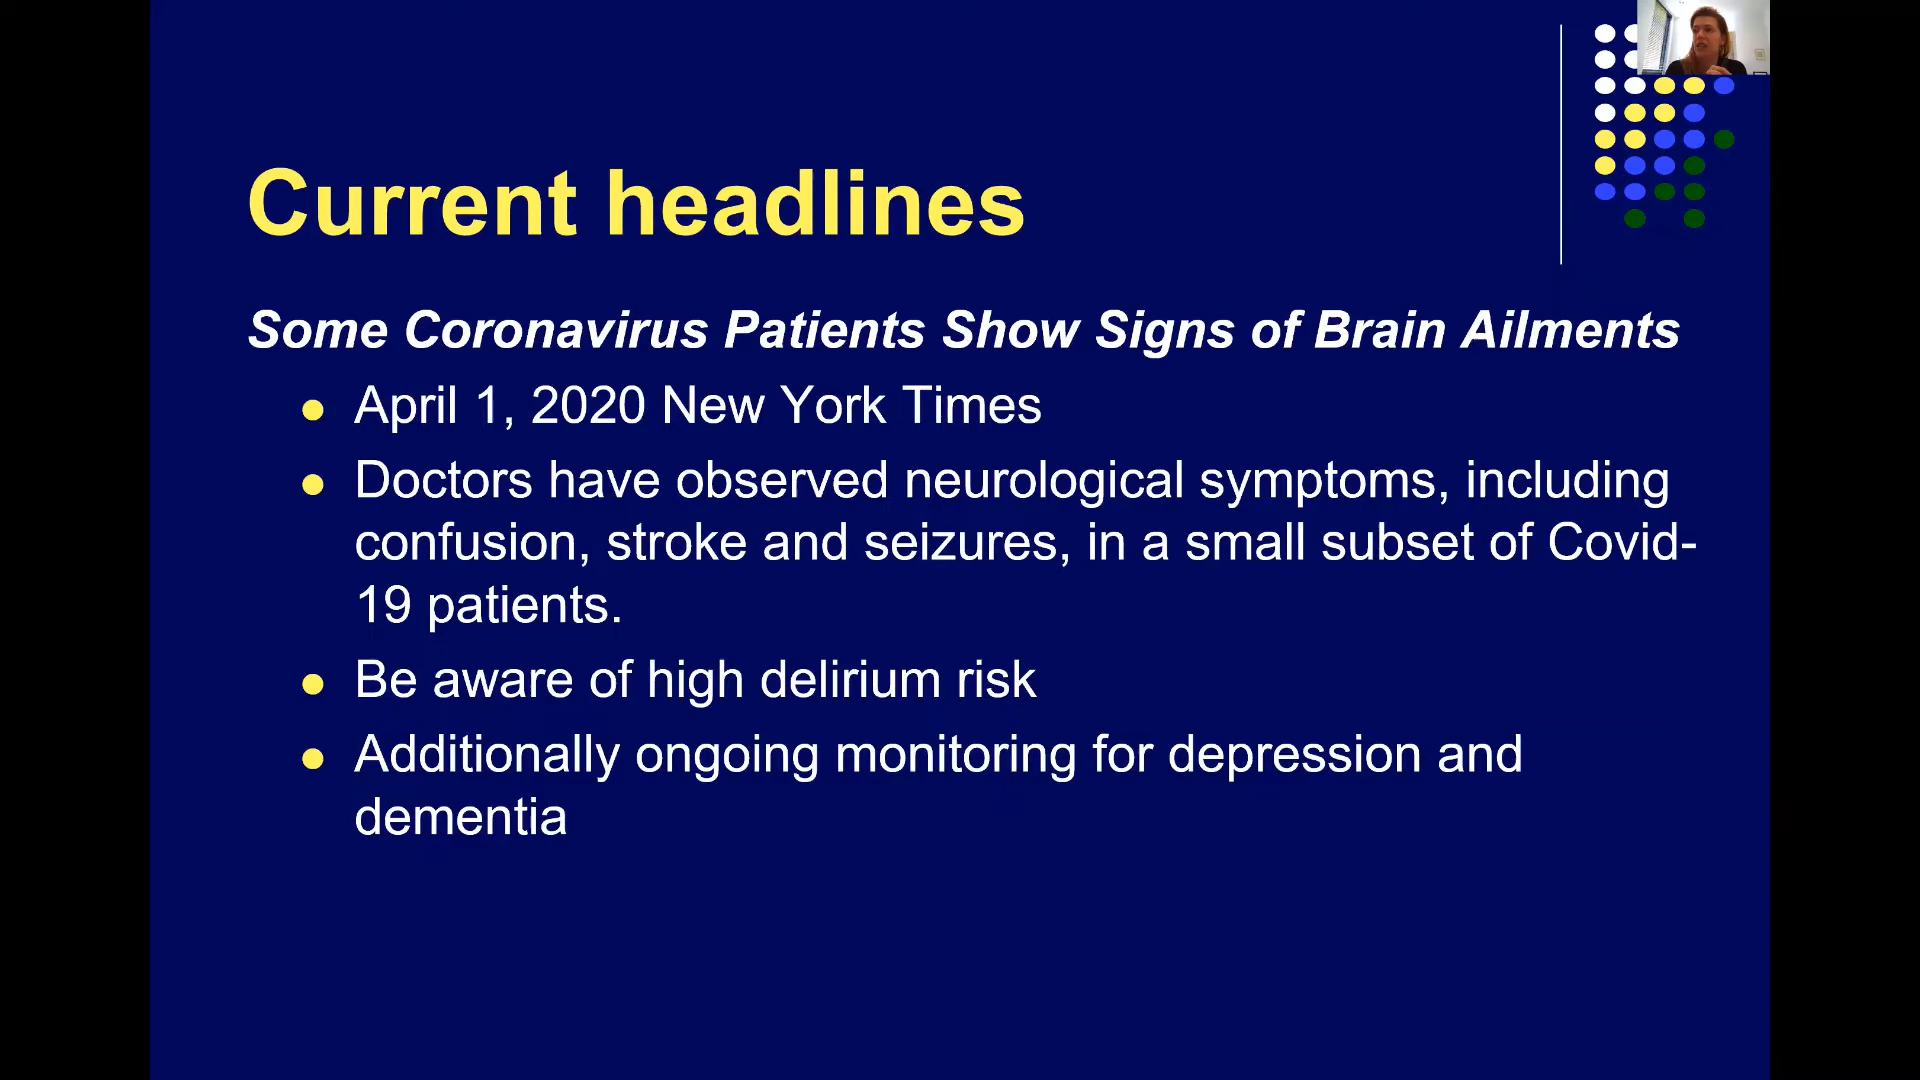 Current headlines
Some Coronavirus Patients Show Signs of Brain Ailments
April 1, 2020 New York Times
Doctors have observed neurological symptoms, including
confusion, stroke and seizures, in a small subset of Covid-
19 patients.
Be aware of high delirium risk
Additionally ongoing monitoring for depression and
dementia